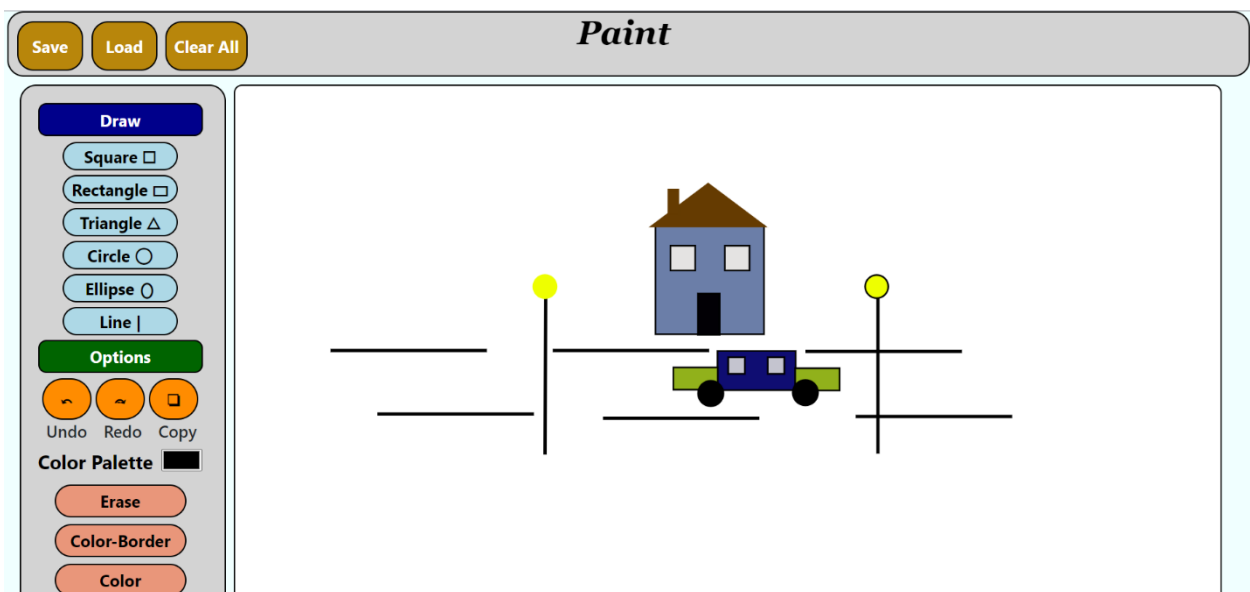 Paint
Save Load Clear All
Draw
Square
Rectangle
Triangle
Circle
Ellipse
Line |
Options
Undo Redo Copy
Color Palette
Erase
Color-Border
Color